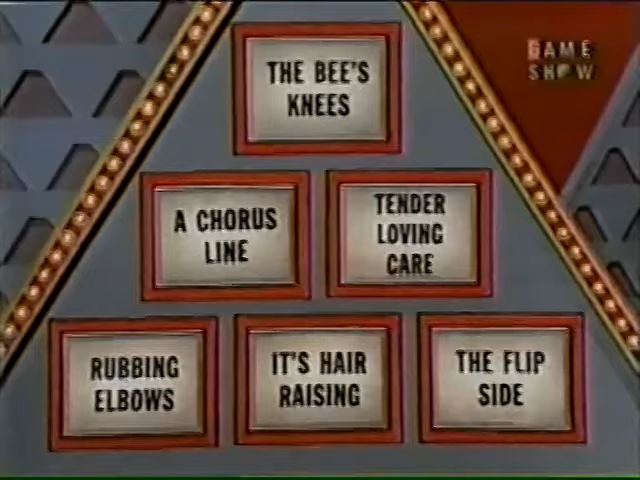 GAME
SHOW
THE BEE'S
KNEES
A CHORUS
LINE
TENDER
LOVING
CARE
RUBBING
ELBOWS
IT'S HAIR
RAISING
THE FLIP
SIDE